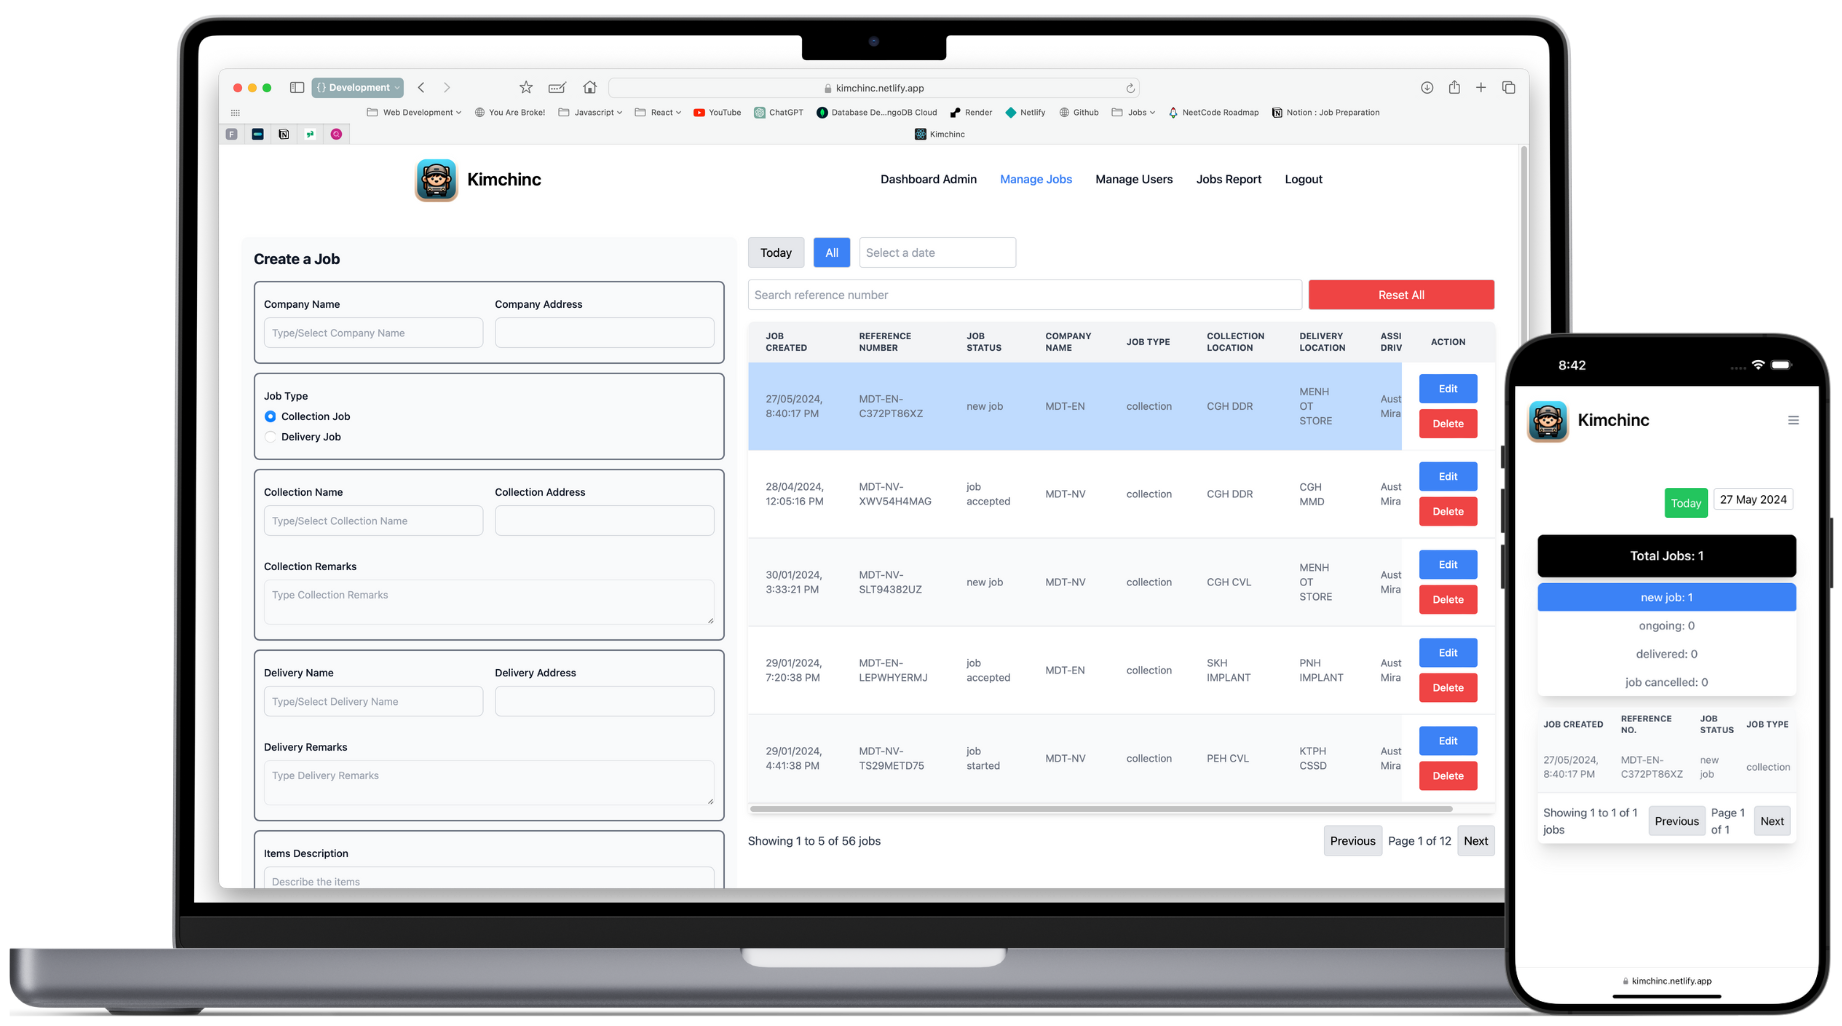 {} Development
kimchinc.netlify.app
Web Development
You Are Broke!
Javascript
React
YouTube
ChatGPT
Database De...ngoDB Cloud
Render
Netlify
Github
Jobs
NeetCode Roadmap
Notion : Job Preparation
F
Kimchinc
Kimchinc
Dashboard Admin
Manage Jobs
Manage Users
Jobs Report
Logout
Create a Job
Company Name
Company Address
Type/Select Company Name
Job Type
Collection Job
Delivery Job
Collection Name
Collection Address
Type/Select Collection Name
Collection Remarks
Type Collection Remarks
Delivery Name
Delivery Address
Type/Select Delivery Name
Delivery Remarks
Type Delivery Remarks
Items Description
Describe the items
Today
All
Select a date
Search reference number
Reset All
JOB CREATED
REFERENCE NUMBER
JOB STATUS
COMPANY NAME
JOB TYPE
COLLECTION LOCATION
DELIVERY LOCATION
ASSI
DRIV
ACTION
27/05/2024, 8:40:17 PM
MDT-EN-C372PT86XZ
new job
MDT-EN
collection
CGH DDR
MENH OT STORE
Aust
Mira
Edit
Delete
28/04/2024, 12:05:16 PM
MDT-NV-XWV54H4MAG
job accepted
MDT-NV
collection
CGH DDR
CGH MMD
Aust
Mira
Edit
Delete
30/01/2024, 3:33:21 PM
MDT-NV-SLT94382UZ
new job
MDT-NV
collection
CGH CVL
MENH OT STORE
Aust
Mira
Edit
Delete
29/01/2024, 7:20:38 PM
MDT-EN-LEPWHYERMJ
job accepted
MDT-EN
collection
SKH IMPLANT
PNH IMPLANT
Aust
Mira
Edit
Delete
29/01/2024, 4:41:38 PM
MDT-NV-TS29METD75
job started
MDT-NV
collection
PEH CVL
KTPH CSSD
Aust
Mira
Edit
Delete
Showing 1 to 5 of 56 jobs
Previous
Page 1 of 12
Next
8:42
Kimchinc
Today
27 May 2024
Total Jobs: 1
new job: 1
ongoing: 0
delivered: 0
job cancelled: 0
JOB CREATED
REFERENCE NO.
JOB STATUS
JOB TYPE
27/05/2024, 8:40:17 PM
MDT-EN-C372PT86XZ
new job
collection
Showing 1 to 1 of 1 jobs
Previous
Page 1 of 1
Next
kimchinc.netlify.app